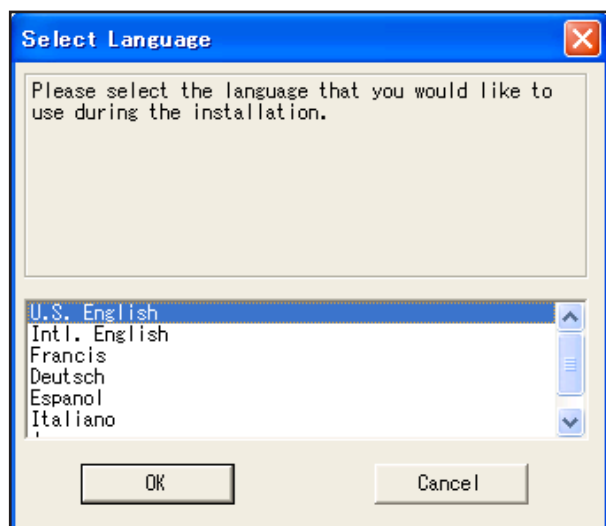 Select Language
Please select the language that you would like to
use during the installation.
U.S. English
Intl. English
Francis
Deutsch
Espanol
Italiano
OK
Cancel